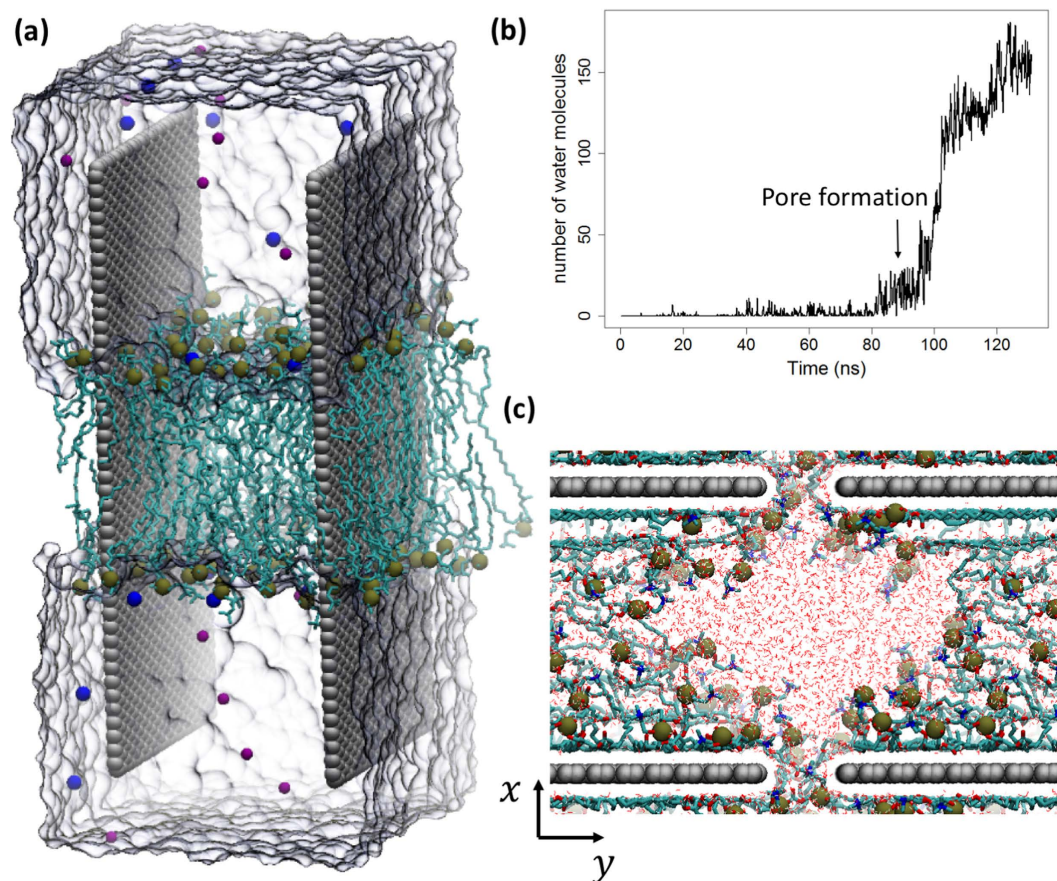 (a)
(b)
number of water molecules
150
100
50
0
Pore formation
0 20 40 60 80 100 120
Time (ns)
(c)
x
y